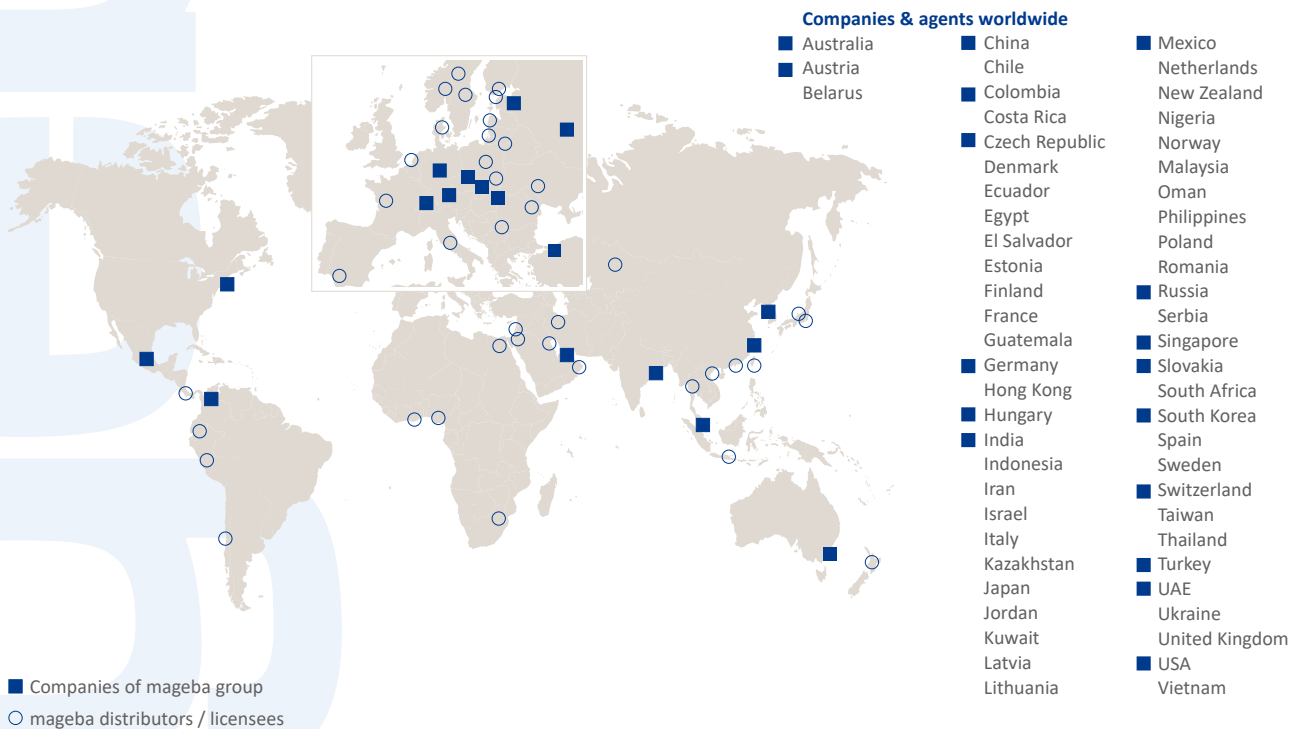 Companies & agents worldwide
Australia
Austria
Belarus
China
Chile
Colombia
Costa Rica
Czech Republic
Denmark
Ecuador
Egypt
El Salvador
Estonia
Finland
France
Guatemala
Germany
Hong Kong
Hungary
India
Indonesia
Iran
Israel
Italy
Kazakhstan
Japan
Jordan
Kuwait
Latvia
Lithuania
Mexico
Netherlands
New Zealand
Nigeria
Norway
Malaysia
Oman
Philippines
Poland
Romania
Russia
Serbia
Singapore
Slovakia
South Africa
South Korea
Spain
Sweden
Switzerland
Taiwan
Thailand
Turkey
UAE
Ukraine
United Kingdom
USA
Vietnam
Companies of mageba group
mageba distributors / licensees